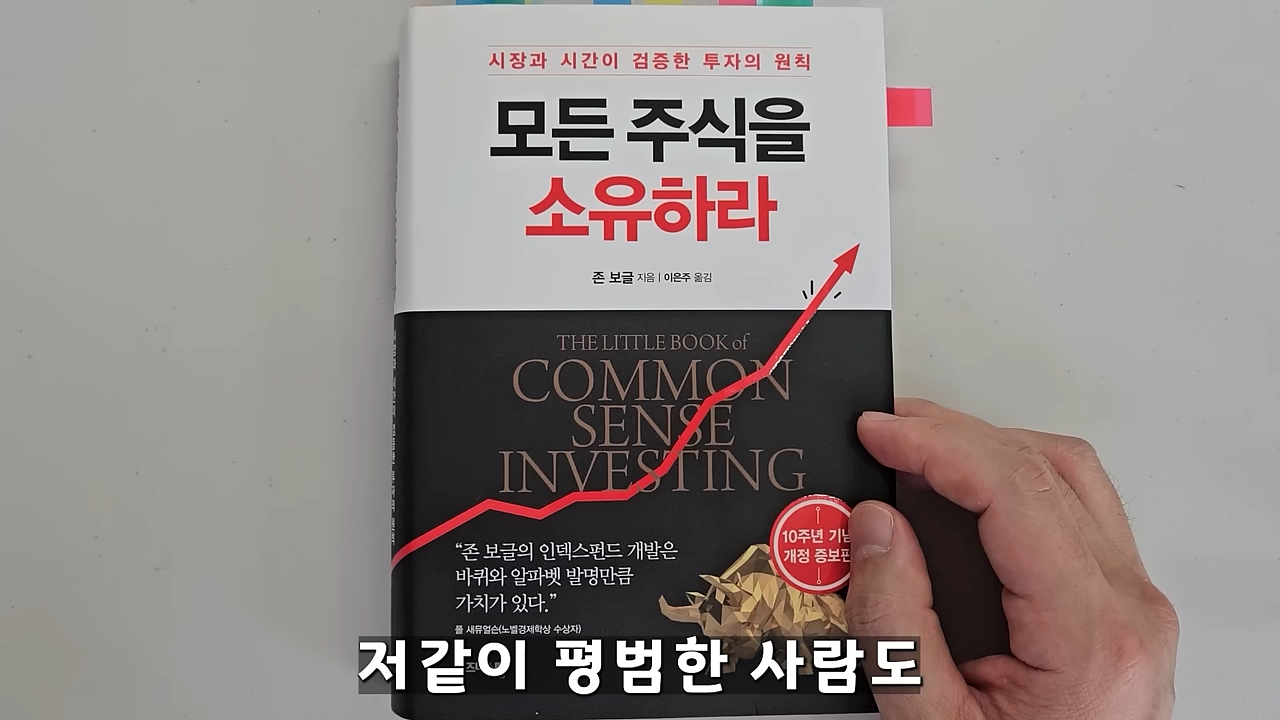 시장과 시간이 검증한 투자의 원칙
모든 주식을
소유하라
존 보글 지음 | 이은주 옮김
THE LITTLE BOOK of
COMMON
SENSE
INVESTING
10주년 기념
개정 증보판
“존 보글의 인덱스펀드 개발은
바퀴와 알파벳 발명만큼
가치가 있다.”
폴 새뮤얼슨(노벨경제학상 수상자)
저같이 평범한 사람도